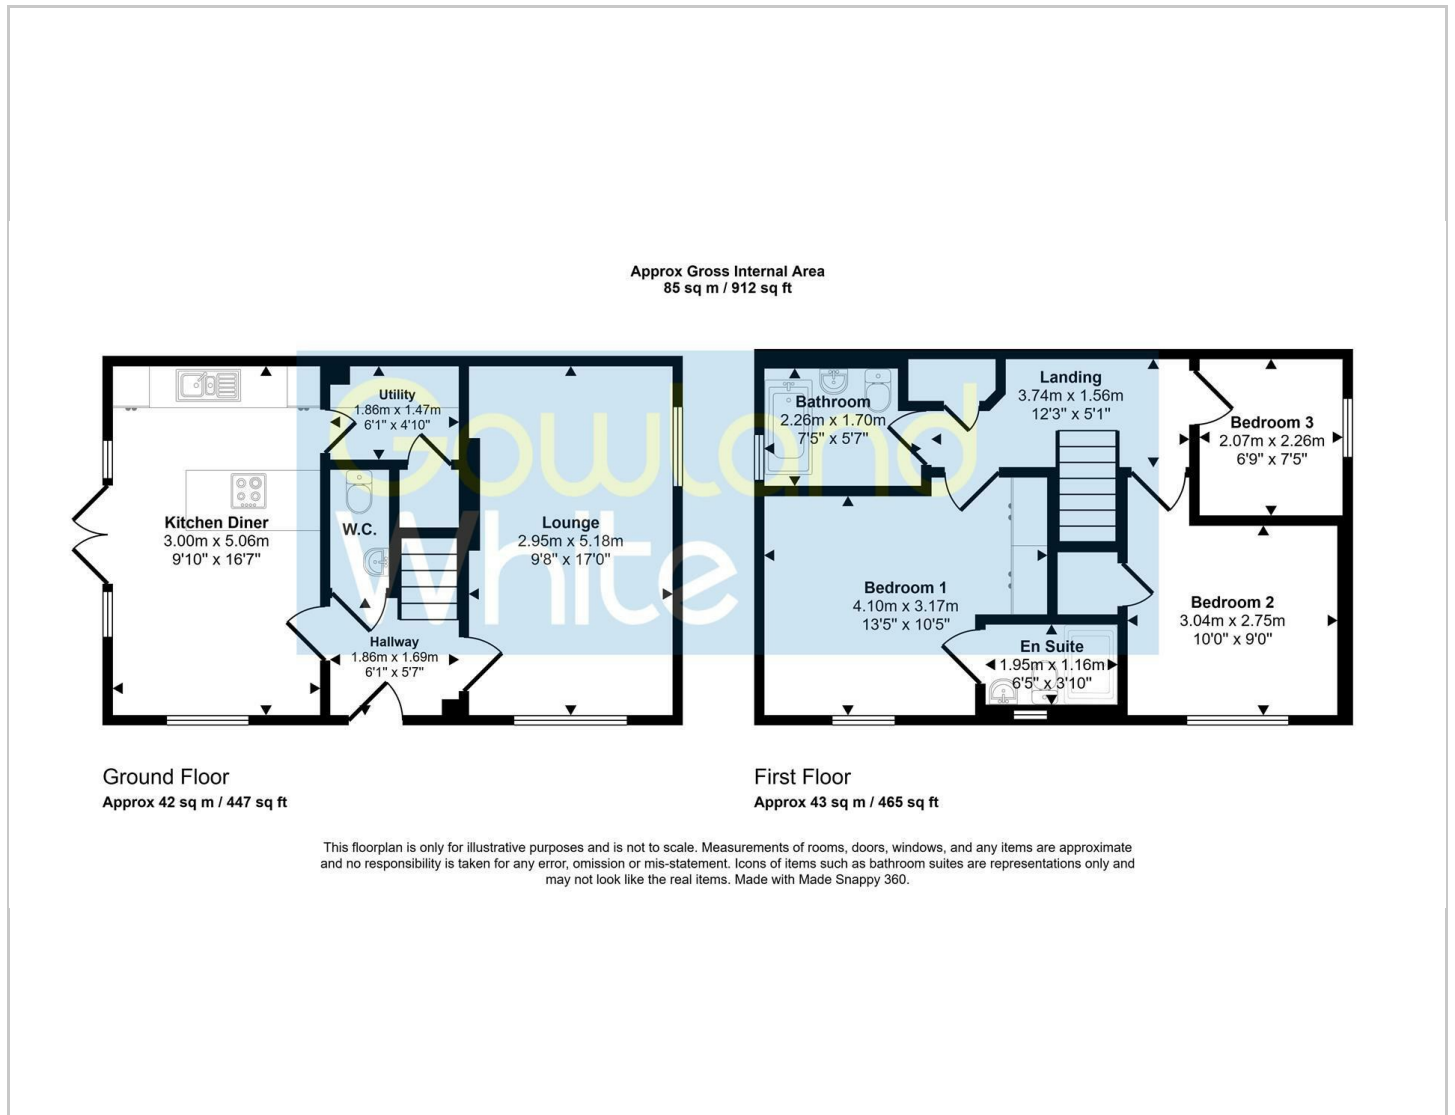 Approx Gross Internal Area
85 sq m / 912 sq ft
Utility
1.86m x 1.47m
6'1" x 4'10"
Kitchen Diner
3.00m x 5.06m
9'10" x 16'7"
W.C.
Lounge
2.95m x 5.18m
9'8" x 17'0"
Hallway
1.86m x 1.69m
6'1" x 5'7"
Gowland
White
Landing
3.74m x 1.56m
12'3" x 5'1"
Bathroom
2.26m x 1.70m
7'5" x 5'7"
Bedroom 3
2.07m x 2.26m
6'9" x 7'5"
Bedroom 1
4.10m x 3.17m
13'5" x 10'5"
Bedroom 2
3.04m x 2.75m
10'0" x 9'0"
En Suite
1.95m x 1.16m
6'5" x 3'10"
Ground Floor
Approx 42 sq m / 447 sq ft
First Floor
Approx 43 sq m / 465 sq ft
This floorplan is only for illustrative purposes and is not to scale. Measurements of rooms, doors, windows, and any items are approximate
and no responsibility is taken for any error, omission or mis-statement. Icons of items such as bathroom suites are representations only and
may not look like the real items. Made with Made Snappy 360.